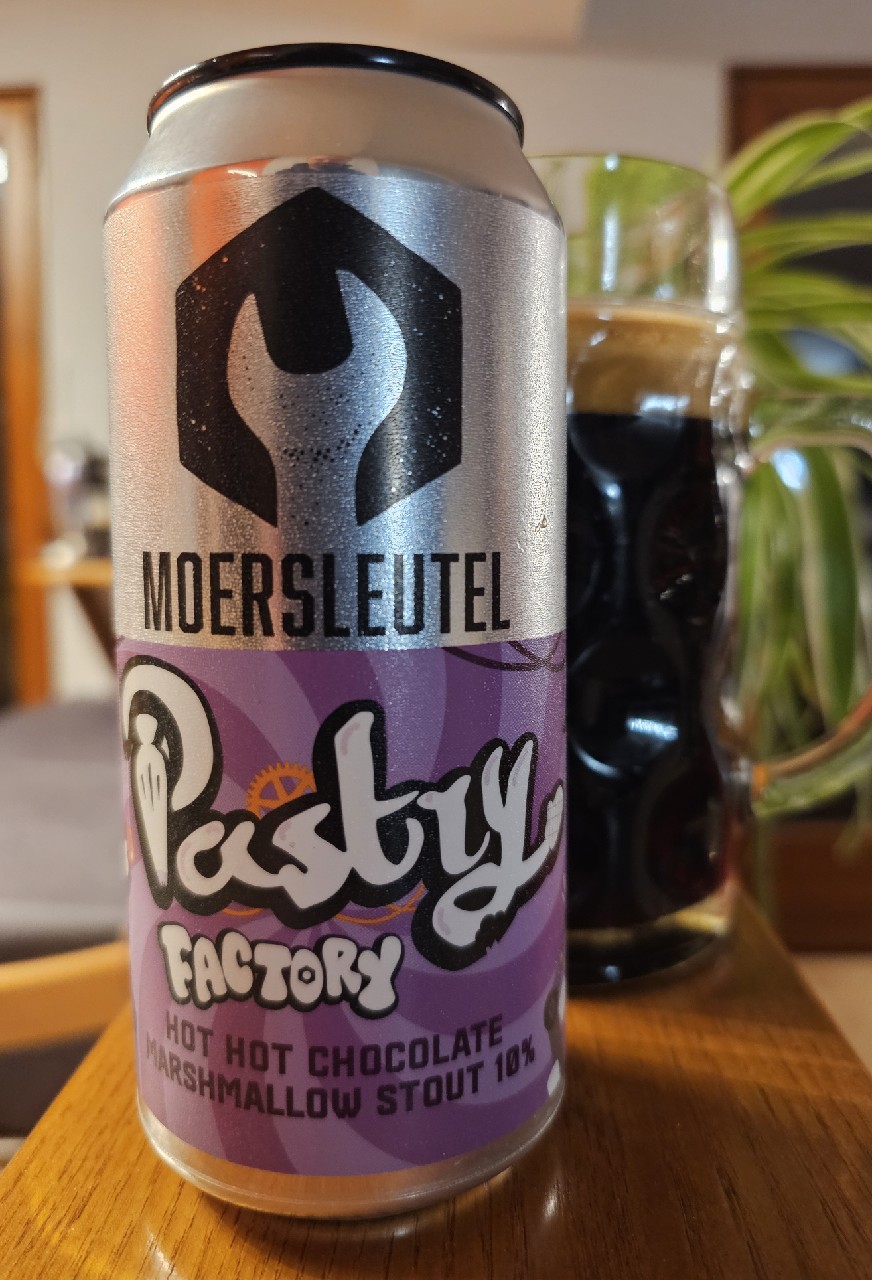 MOERSLEUTEL
Pastry
FACTORY
HOT HOT CHOCOLATE
MARSHMALLOW STOUT 10%